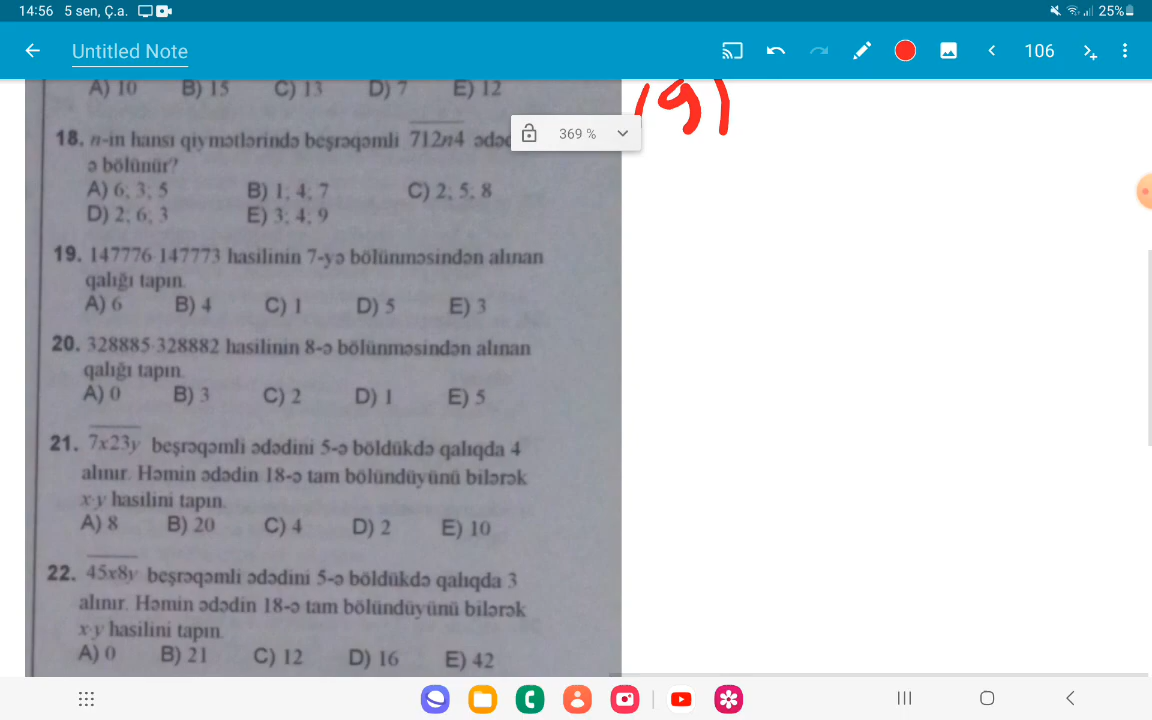 14:56 5 sen, Ç.a. 25%
Untitled Note 106
A) 10 B) 15 C) 13 D) 7 E) 12
(9)
369 %
18. n-in hansı qiymətlərində beşrəqəmli 712n4
ə bölünür?
A) 6; 3; 5 B) 1; 4; 7 C) 2; 5; 8
D) 2; 6; 3 E) 3; 4; 9
19. 147776·147773 hasilinin 7-yə bölünməsindən alınan
qalığı tapın.
A) 6 B) 4 C) 1 D) 5 E) 3
20. 328885·328882 hasilinin 8-ə bölünməsindən alınan
qalığı tapın.
A) 0 B) 3 C) 2 D) 1 E) 5
21. 7x23y beşrəqəmli ədədini 5-ə böldükdə qalıqda 4
alınır. Həmin ədədin 18-ə tam bölündüyünü bilərək
x·y hasilini tapın.
A) 8 B) 20 C) 4 D) 2 E) 10
22. 45x8y beşrəqəmli ədədini 5-ə böldükdə qalıqda 3
alınır. Həmin ədədin 18-ə tam bölündüyünü bilərək
x·y hasilini tapın.
A) 0 B) 21 C) 12 D) 16 E) 42